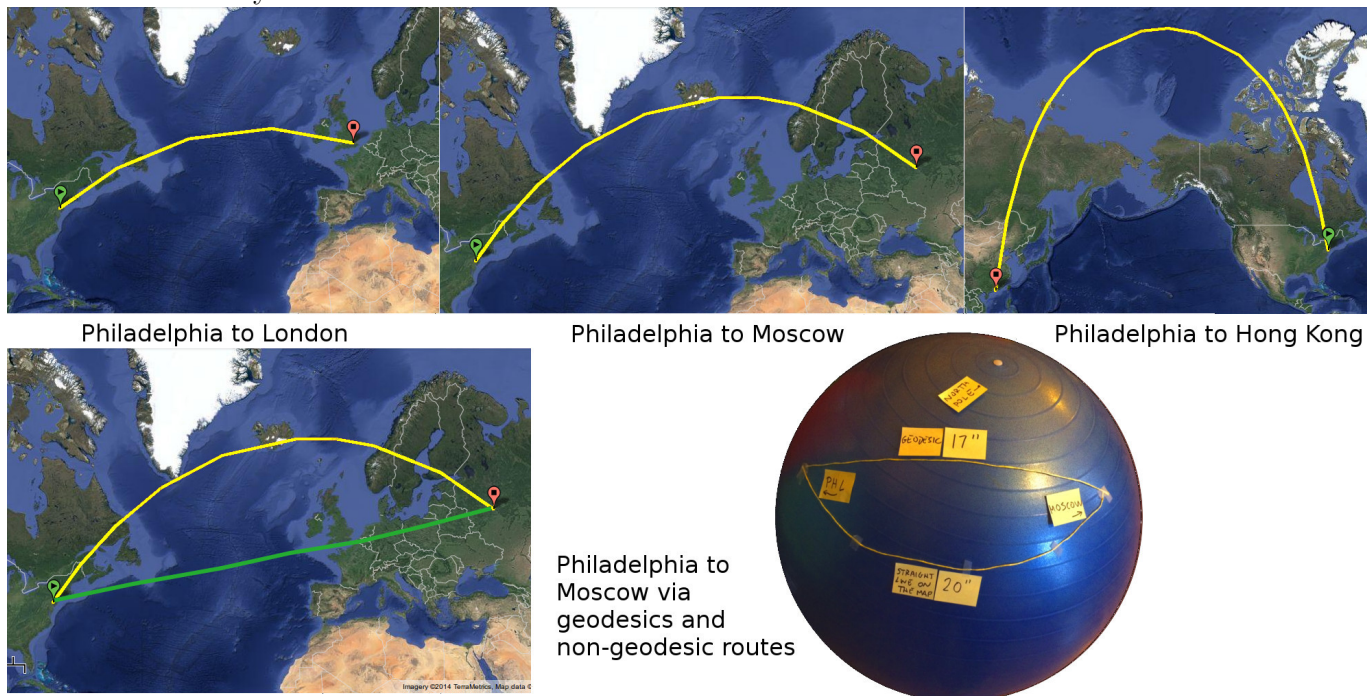 Philadelphia to London
Philadelphia to Moscow
Philadelphia to Hong Kong
NORTH
POLE
GEODESIC
17"
PHL
MOSCOW
STRAIGHT
LINE ON
THE MAP
20"
Philadelphia to
Moscow via
geodesics and
non-geodesic routes
Imagery ©2014 TerraMetrics, Map data ©